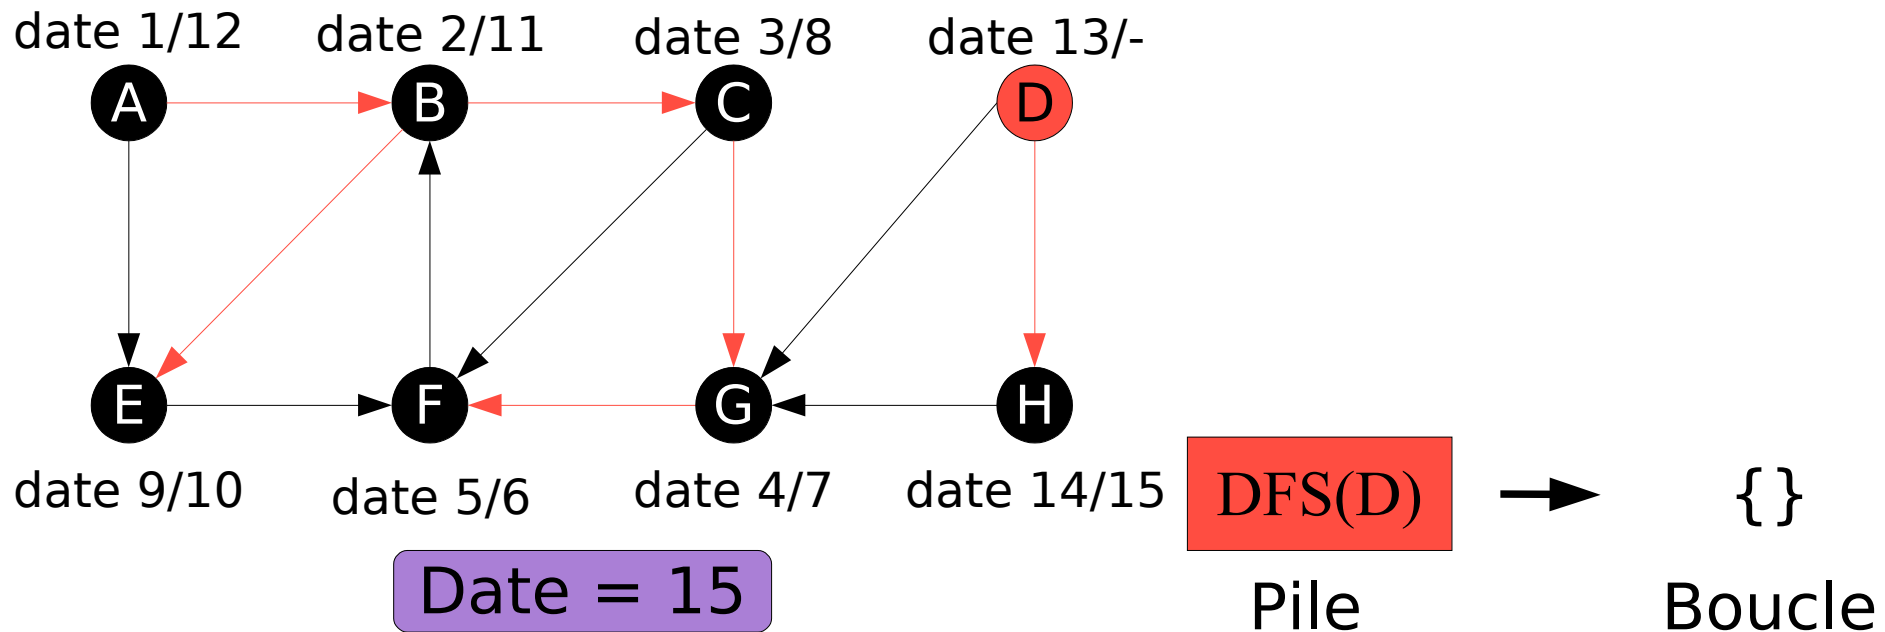 date 1/12 date 2/11 date 3/8 date 13/-
A B C D
E F G H
date 9/10 date 5/6 date 4/7 date 14/15 DFS(D) {}
Date = 15 Pile Boucle